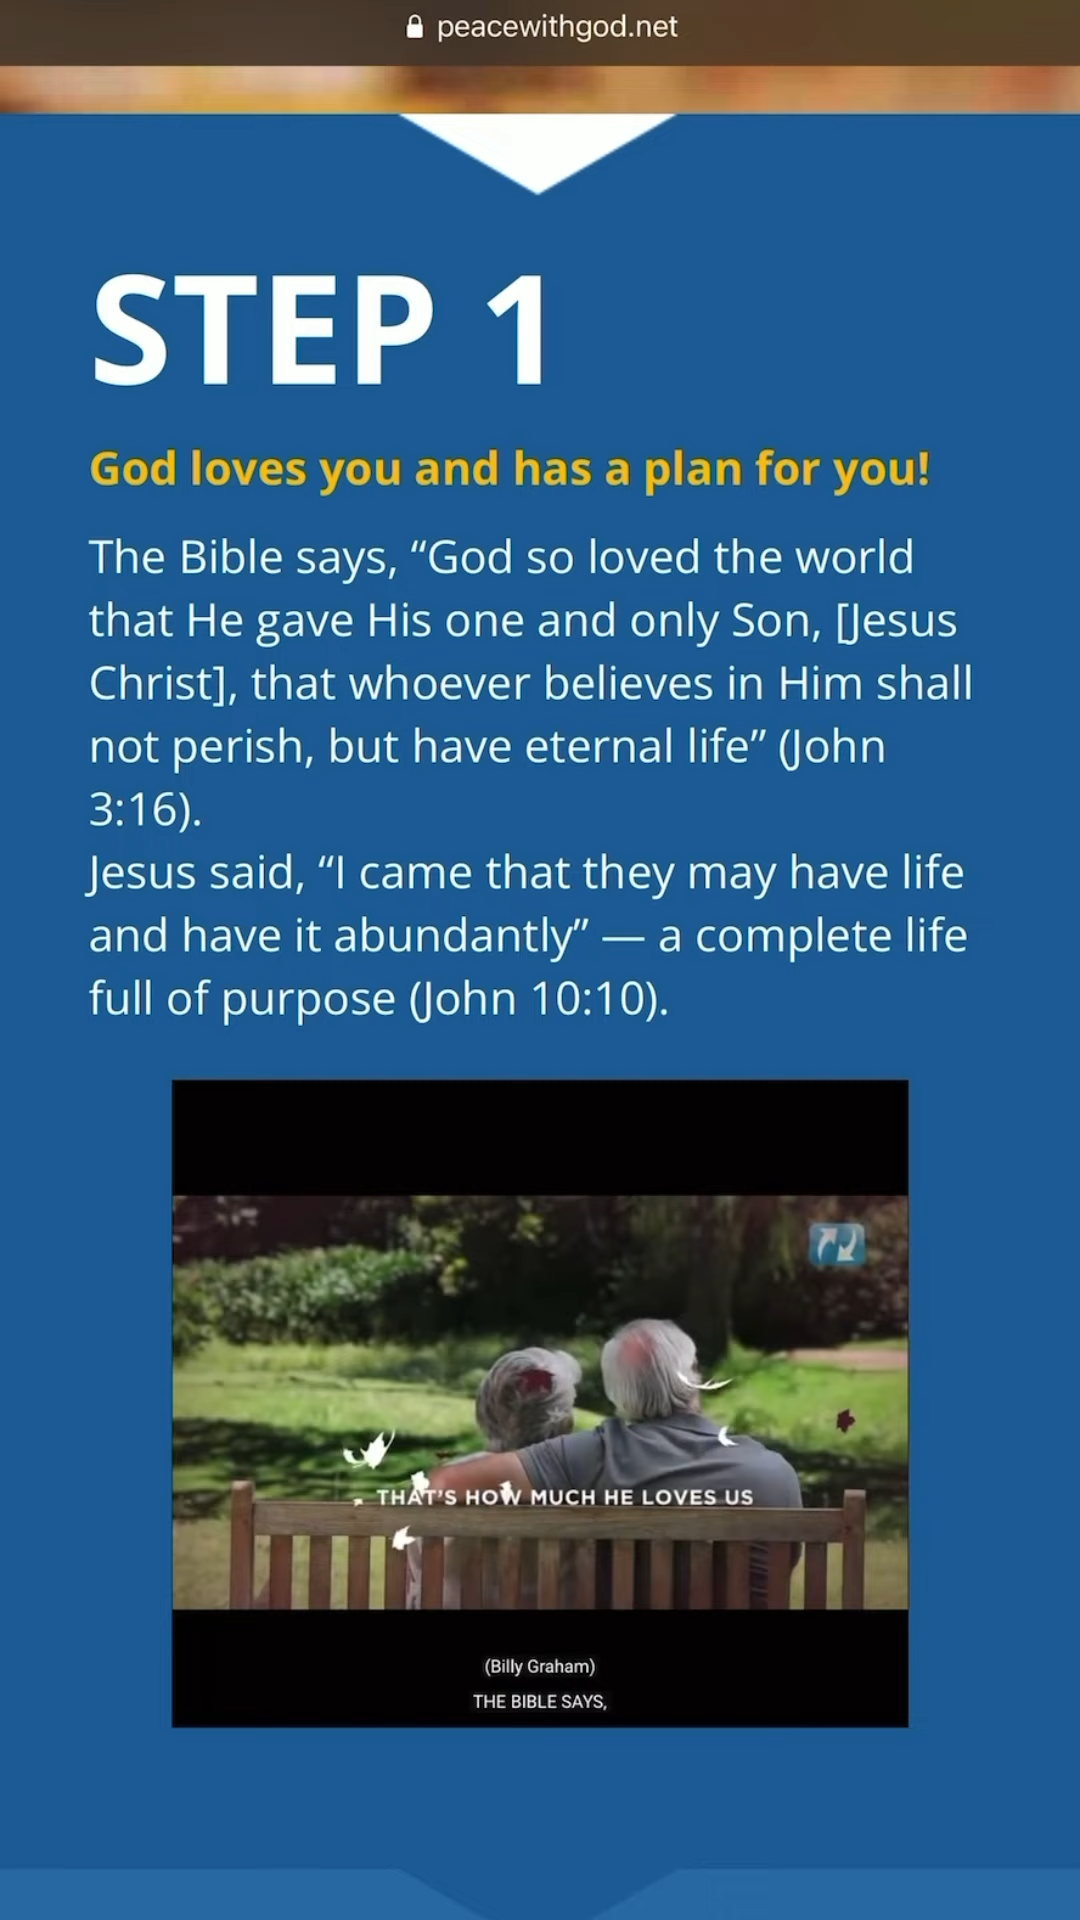 peacewithgod.net
STEP 1
God loves you and has a plan for you!
The Bible says, “God so loved the world
that He gave His one and only Son, [Jesus
Christ], that whoever believes in Him shall
not perish, but have eternal life” (John
3:16).
Jesus said, “I came that they may have life
and have it abundantly” — a complete life
full of purpose (John 10:10).
THAT'S HOW MUCH HE LOVES US
(Billy Graham)
THE BIBLE SAYS,